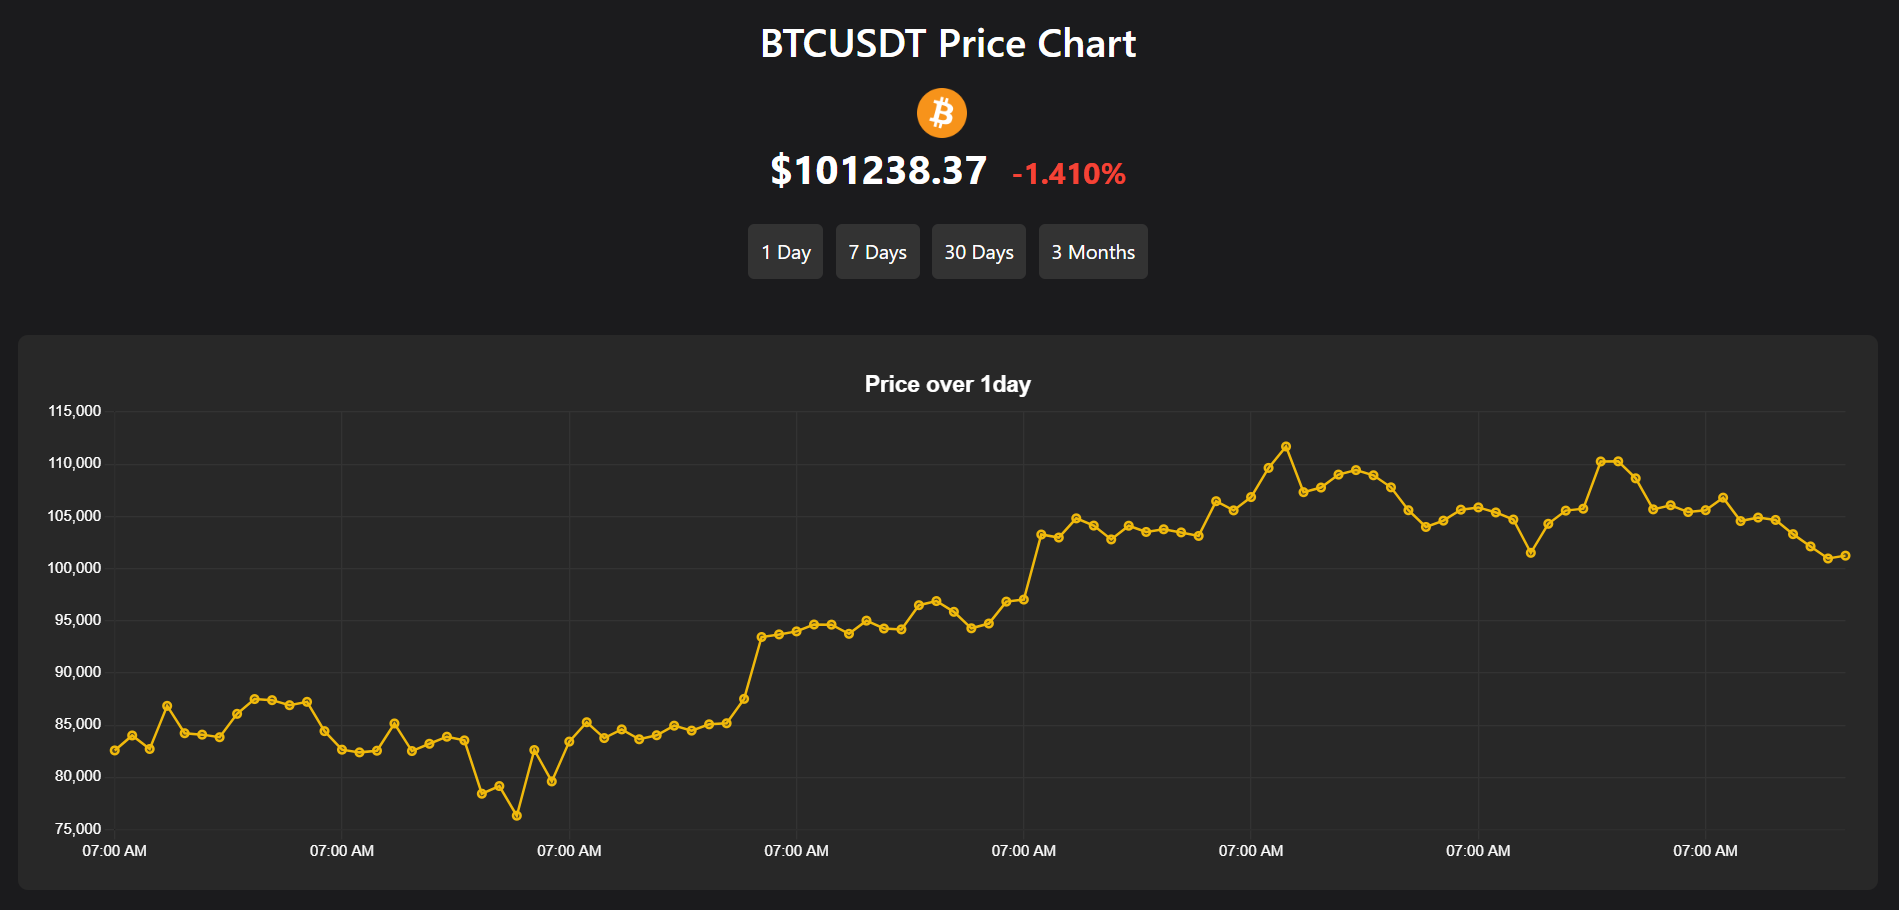 BTCUSDT Price Chart
$101238.37 -1.410%
1 Day 7 Days 30 Days 3 Months
Price over 1day
115,000
110,000
105,000
100,000
95,000
90,000
85,000
80,000
75,000
07:00 AM 07:00 AM 07:00 AM 07:00 AM 07:00 AM 07:00 AM 07:00 AM 07:00 AM